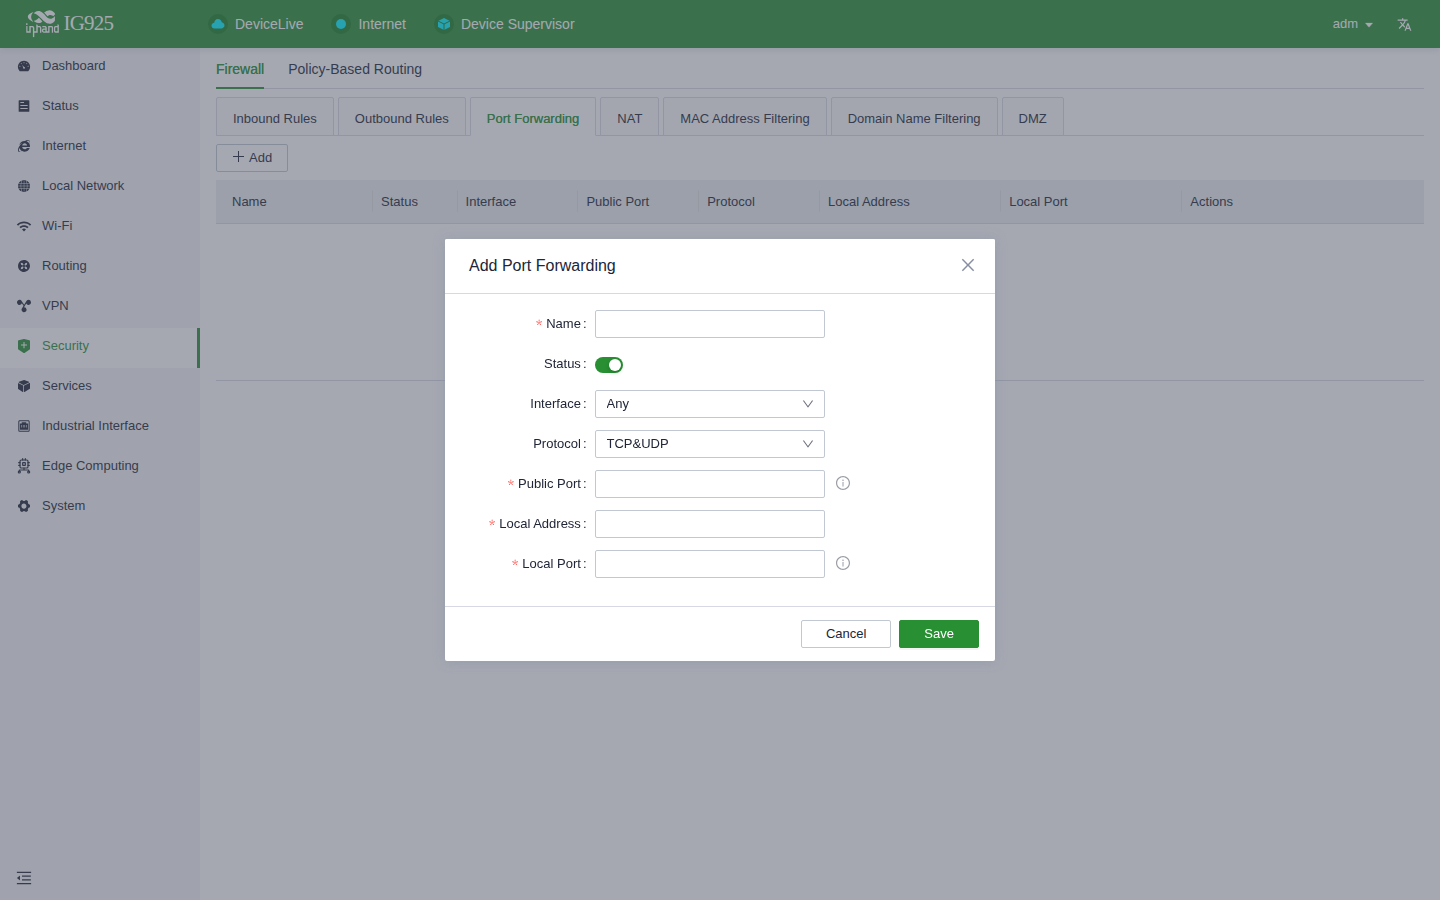 inhand IG925
DeviceLive
Internet
Device Supervisor
adm
Dashboard
Status
Internet
Local Network
Wi-Fi
Routing
VPN
Security
Services
Industrial Interface
Edge Computing
System
Firewall
Policy-Based Routing
Inbound Rules
Outbound Rules
Port Forwarding
NAT
MAC Address Filtering
Domain Name Filtering
DMZ
Add
Name Status Interface Public Port Protocol Local Address Local Port Actions
Add Port Forwarding
* Name :
Status :
Interface : Any
Protocol : TCP&UDP
* Public Port :
* Local Address :
* Local Port :
Cancel
Save